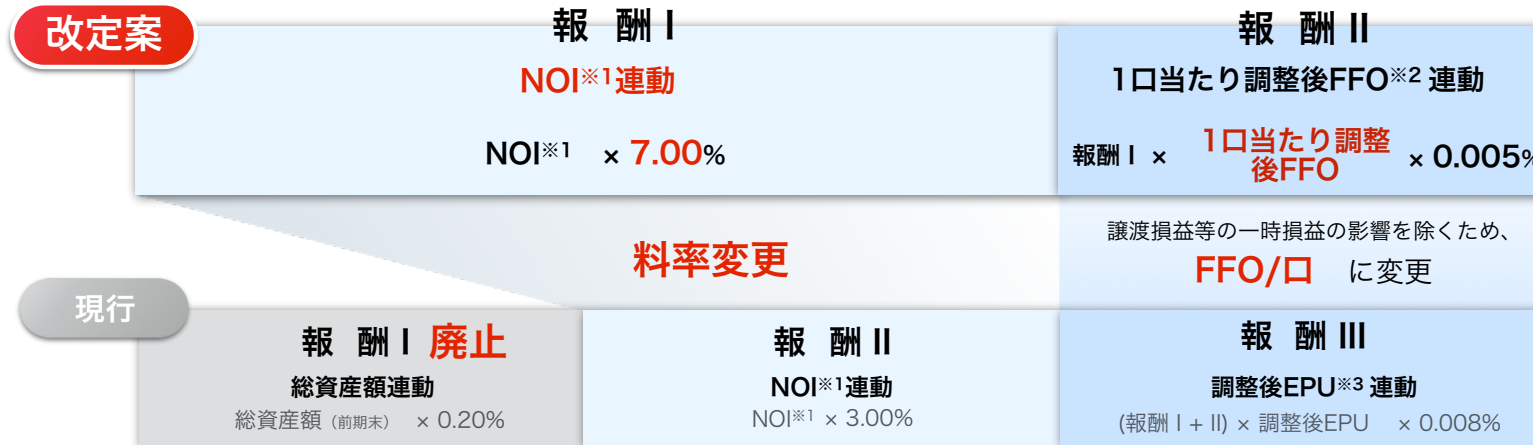 改定案
報 酬 I
NOI※1連動
NOI※1 × 7.00%
報 酬 II
1口当たり調整後FFO※2 連動
報酬 I × 1口当たり調整後FFO × 0.005%
料率変更
譲渡損益等の一時損益の影響を除くため、
FFO/口 に変更
現行
報 酬 I 廃止
総資産額連動
総資産額（前期末） × 0.20%
報 酬 II
NOI※1連動
NOI※1 × 3.00%
報 酬 III
調整後EPU※3 連動
(報酬 I + II) × 調整後EPU × 0.008%